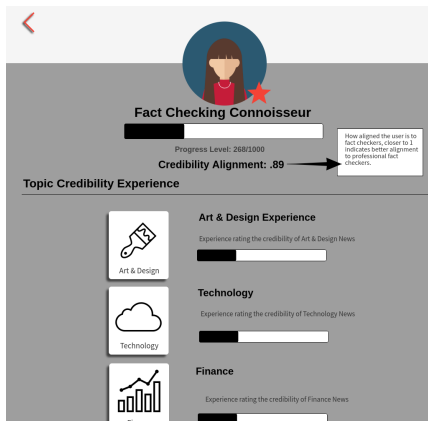 Fact Checking Connoisseur
Progress Level: 268/1000
Credibility Alignment: .89
How aligned the user is to
fact checkers, closer to 1
indicates better alignment
to professional fact
checkers.
Topic Credibility Experience
Art & Design Experience
Experience rating the credibility of Art & Design News
Art & Design
Technology
Experience rating the credibility of Technology News
Technology
Finance
Experience rating the credibility of Finance News